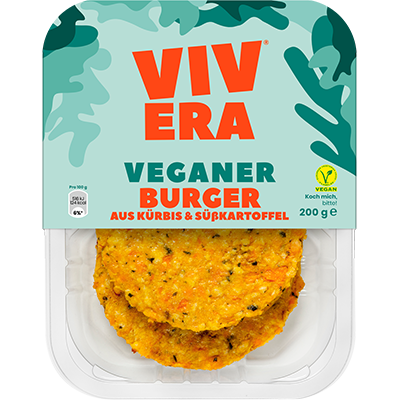 VIV
ERA
®
VEGANER
BURGER
AUS KÜRBIS & SÜßKARTOFFEL
Pro 100 g
6%*
VEGAN
Koch mich,
bitte!
200 g e